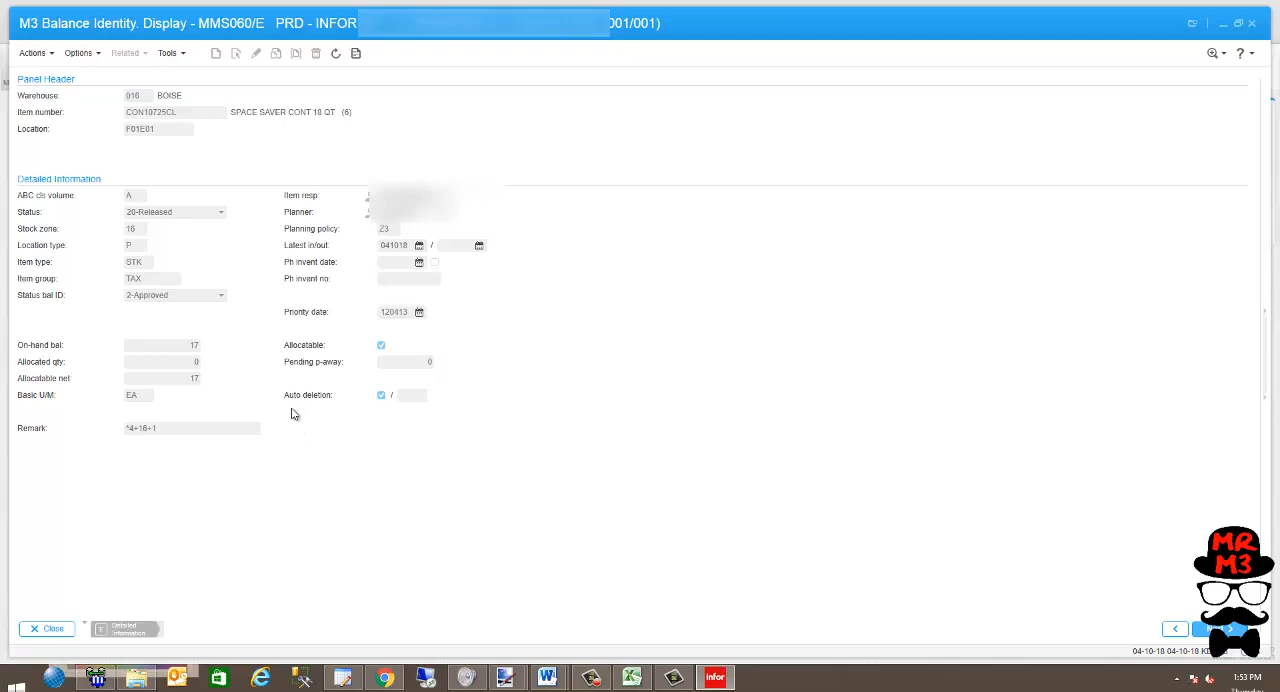 M3 Balance Identity. Display - MMS060/E PRD - INFOR 001/001)
Actions Options Related Tools ?
Panel Header
Warehouse: 016 BOISE
Item number: CON10725CL SPACE SAVER CONT 18 QT (6)
Location: F01E01
Detailed Information
ABC cls volume: A Item resp:
Status: 20-Released Planner:
Stock zone: 16 Planning policy: Z3
Location type: P Latest in/out: 041018 /
Item type: STK Ph invent date:
Item group: TAX Ph invent no:
Status bal ID: 2-Approved
Priority date: 120413
On-hand bal: 17 Allocatable:
Allocated qty: 0 Pending p-away: 0
Allocatable net: 17
Basic U/M: EA Auto deletion: /
Remark: *4+16+1
MR
M3
Close E Detailed Information
04-10-18 04-10-18
infor
1:53 PM
Thursday